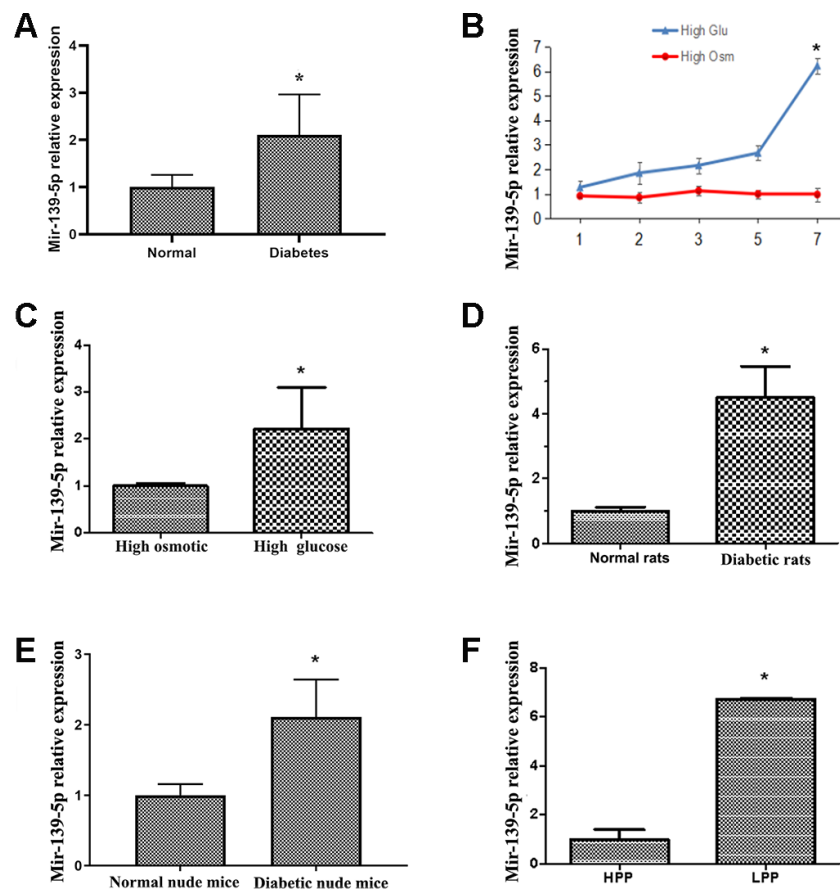 A
Mir-139-5p relative expression
4
3
2
1
0
*
Normal
Diabetes
B
Mir-139-5p relative expression
7
6
5
4
3
2
1
0
High Glu
High Osm
*
1 2 3 5 7
C
Mir-139-5p relative expression
4
3
2
1
0
*
High osmotic
High glucose
D
Mir-139-5p relative expression
6
4
2
0
*
Normal rats
Diabetic rats
E
Mir-139-5p relative expression
3
2
1
0
*
Normal nude mice
Diabetic nude mice
F
Mir-139-5p relative expression
8
6
4
2
0
*
HPP
LPP